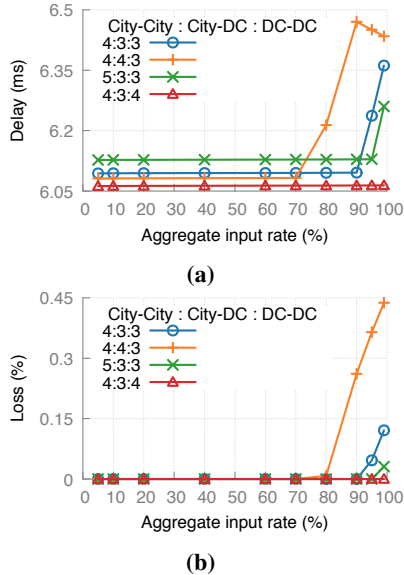 6.5
City-City : City-DC : DC-DC
4:3:3
4:4:3
5:3:3
4:3:4
6.35
6.2
6.05
Delay (ms)
0 10 20 30 40 50 60 70 80 90 100
Aggregate input rate (%)
(a)
0.45
City-City : City-DC : DC-DC
4:3:3
4:4:3
5:3:3
4:3:4
0.3
0.15
0
Loss (%)
0 10 20 30 40 50 60 70 80 90 100
Aggregate input rate (%)
(b)